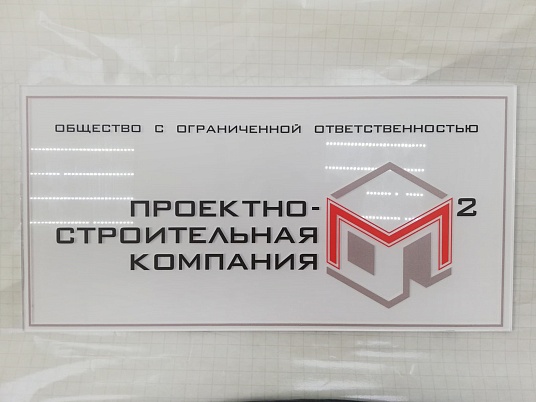 ОБЩЕСТВО С ОГРАНИЧЕННОЙ ОТВЕТСТВЕННОСТЬЮ
ПРОЕКТНО-
СТРОИТЕЛЬНАЯ
КОМПАНИЯ
М2